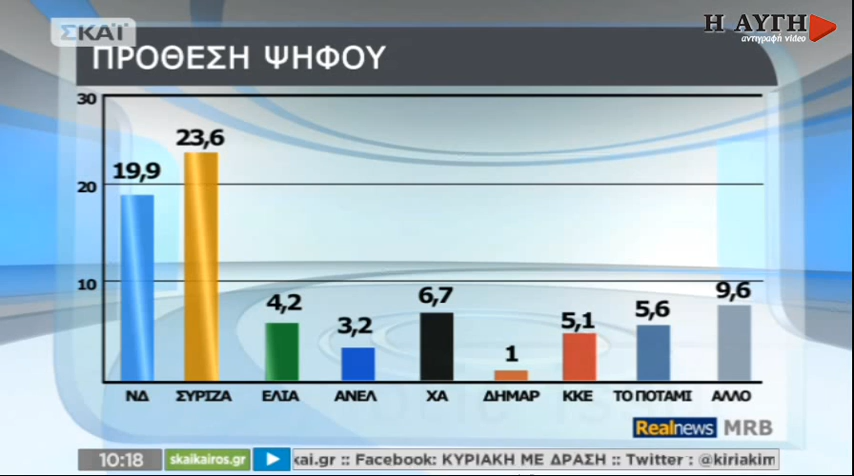 ΣΚΑΪ
Η ΑΥΓΗ
αντιγραφή video
ΠΡΟΘΕΣΗ ΨΗΦΟΥ
30
20
10
19,9
23,6
4,2
3,2
6,7
1
5,1
5,6
9,6
ΝΔ ΣΥΡΙΖΑ ΕΛΙΑ ΑΝΕΛ ΧΑ ΔΗΜΑΡ ΚΚΕ ΤΟ ΠΟΤΑΜΙ ΑΛΛΟ
Realnews MRB
10:18 skaikairos.gr kai.gr :: Facebook: ΚΥΡΙΑΚΗ ΜΕ ΔΡΑΣΗ :: Twitter : @kiriakim